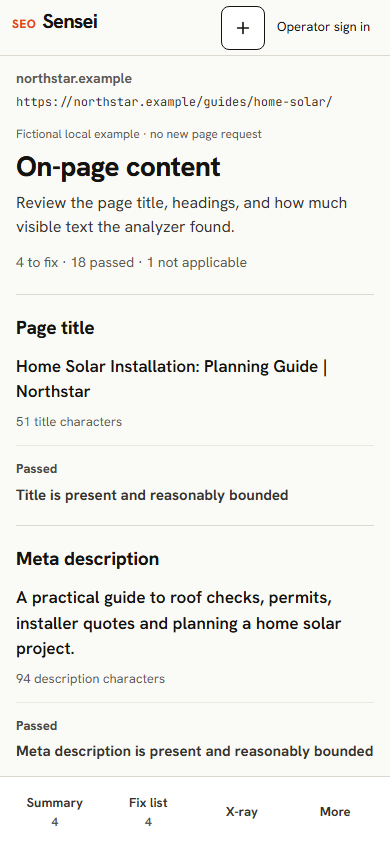 SEO Sensei
+
Operator sign in
northstar.example
https://northstar.example/guides/home-solar/
Fictional local example · no new page request
On-page content
Review the page title, headings, and how much
visible text the analyzer found.
4 to fix · 18 passed · 1 not applicable
Page title
Home Solar Installation: Planning Guide |
Northstar
51 title characters
Passed
Title is present and reasonably bounded
Meta description
A practical guide to roof checks, permits,
installer quotes and planning a home solar
project.
94 description characters
Passed
Meta description is present and reasonably bounded
Summary
4
Fix list
4
X-ray
More